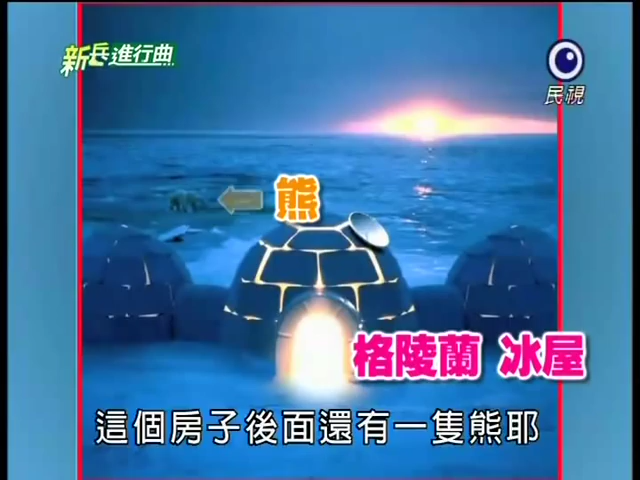 新兵進行曲
民視
熊
格陵蘭 冰屋
這個房子後面還有一隻熊耶